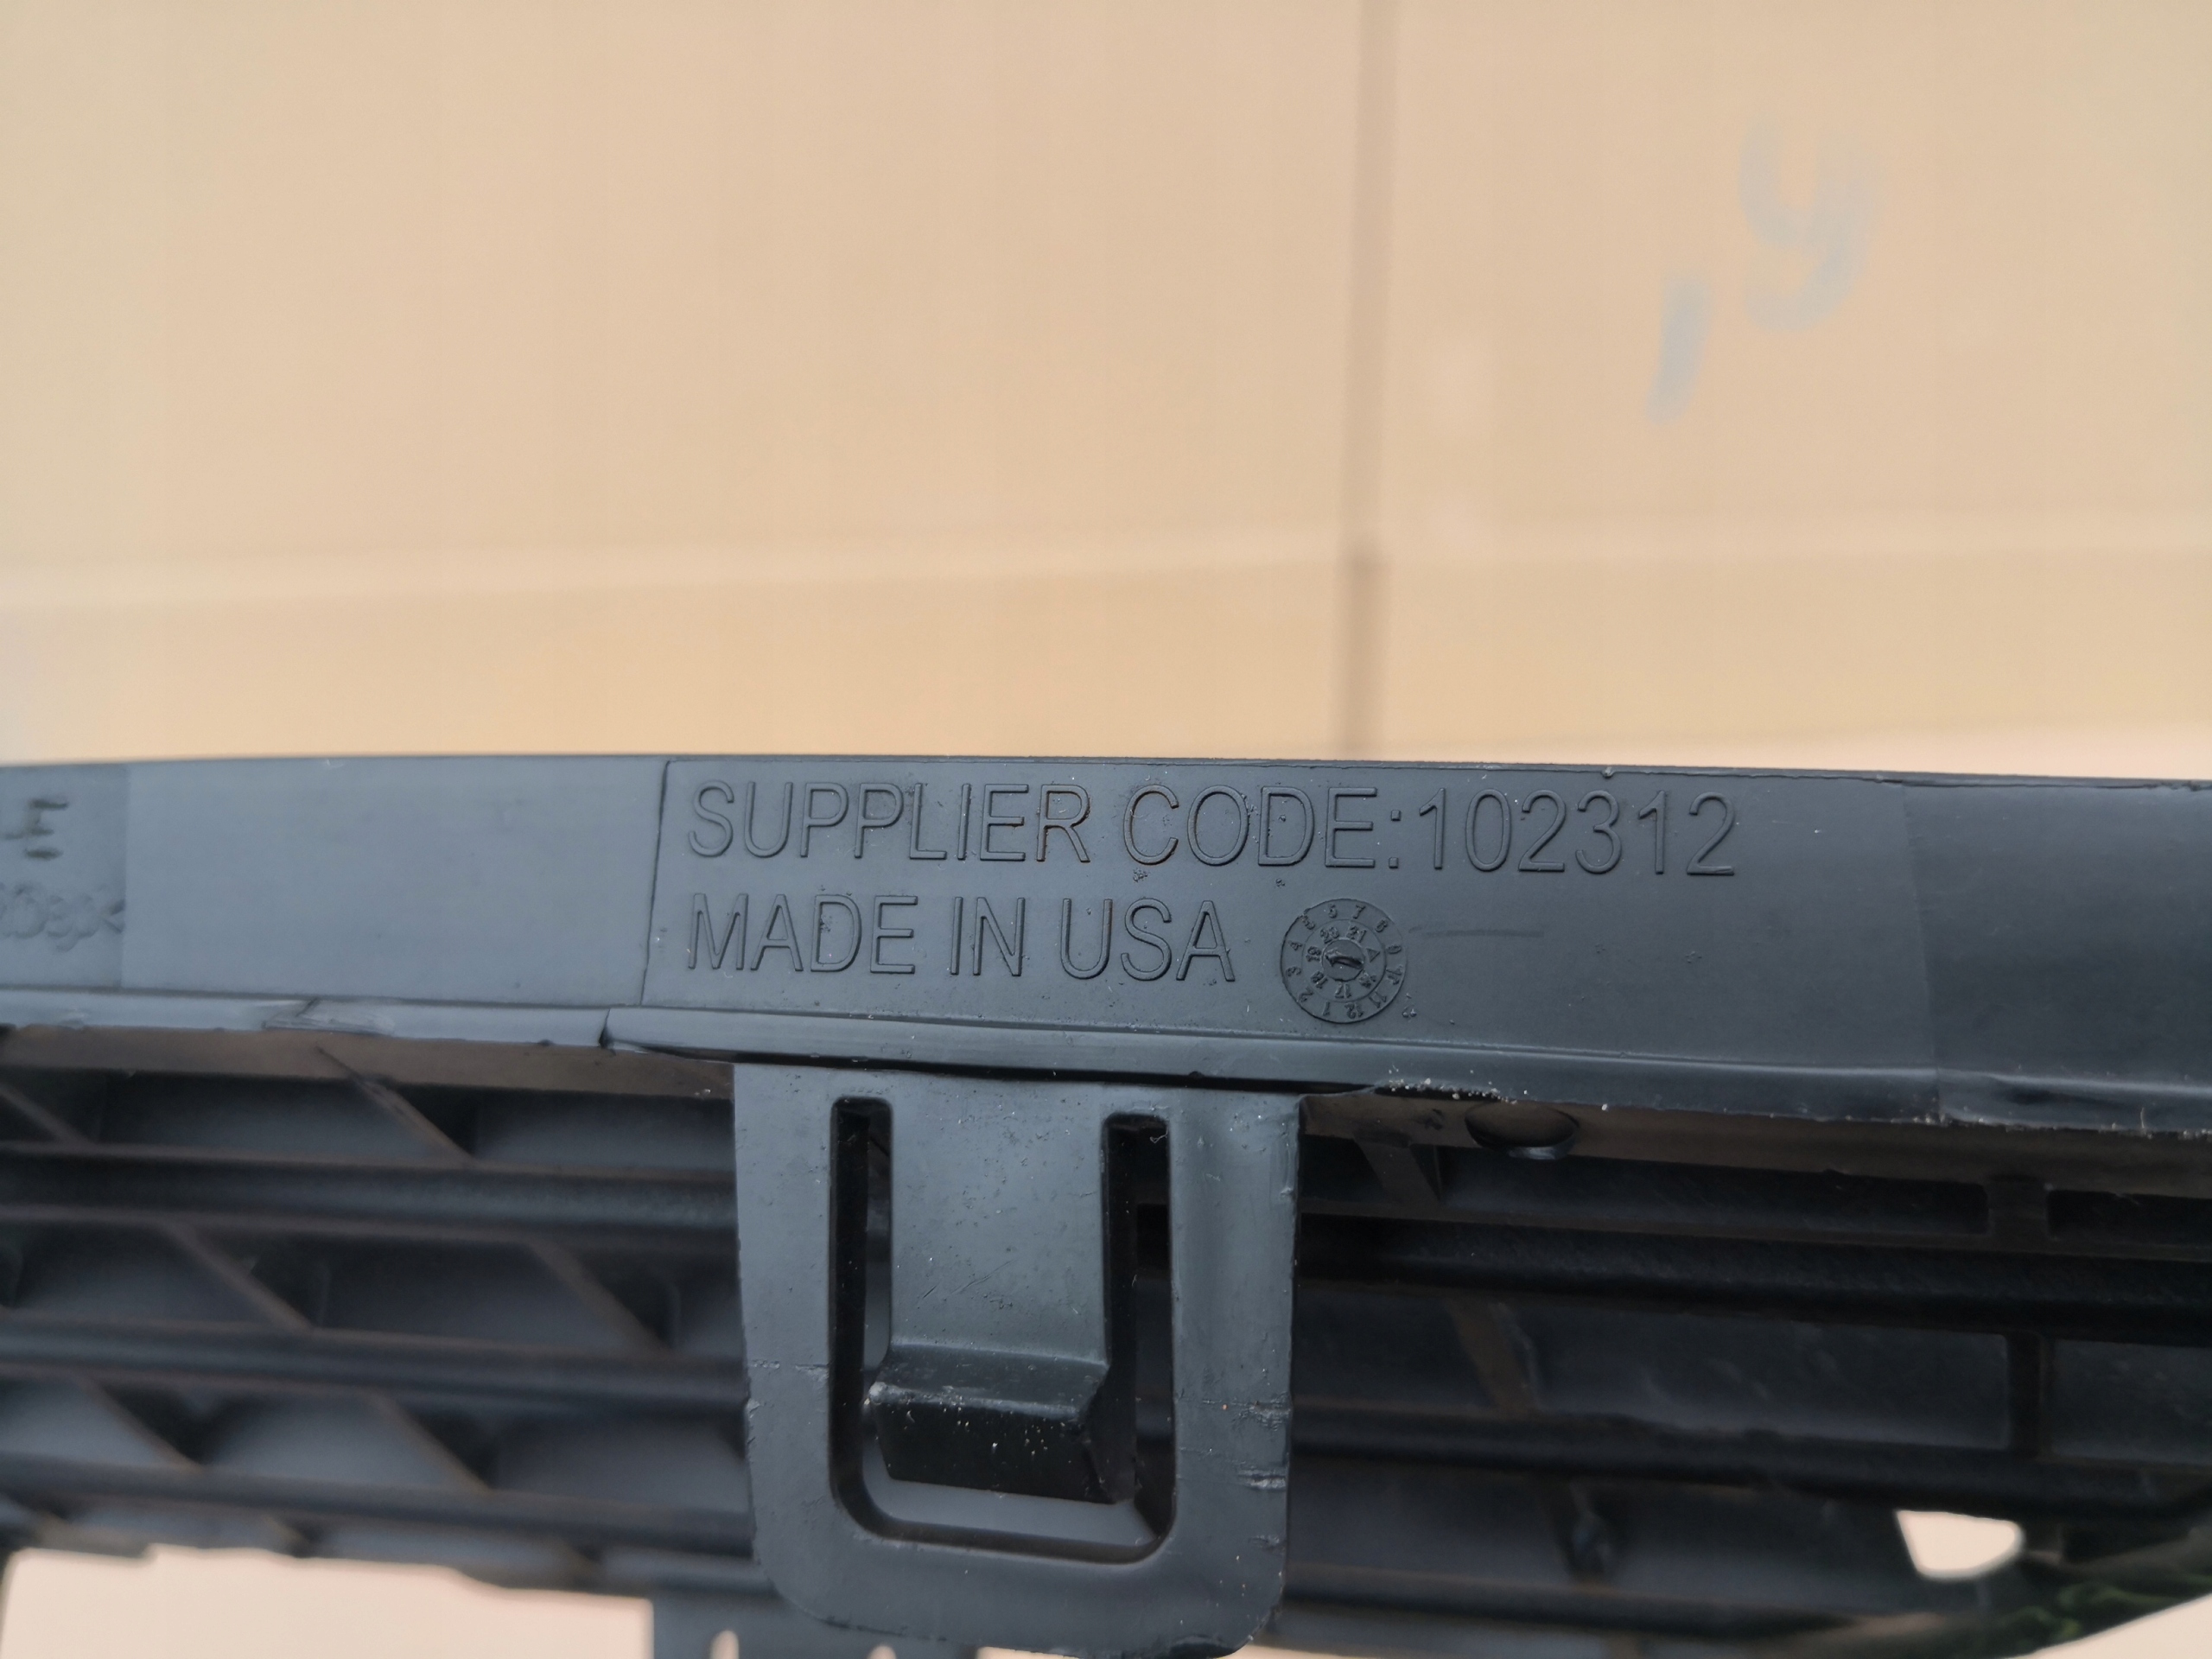 SUPPLIER CODE:102312
MADE IN USA